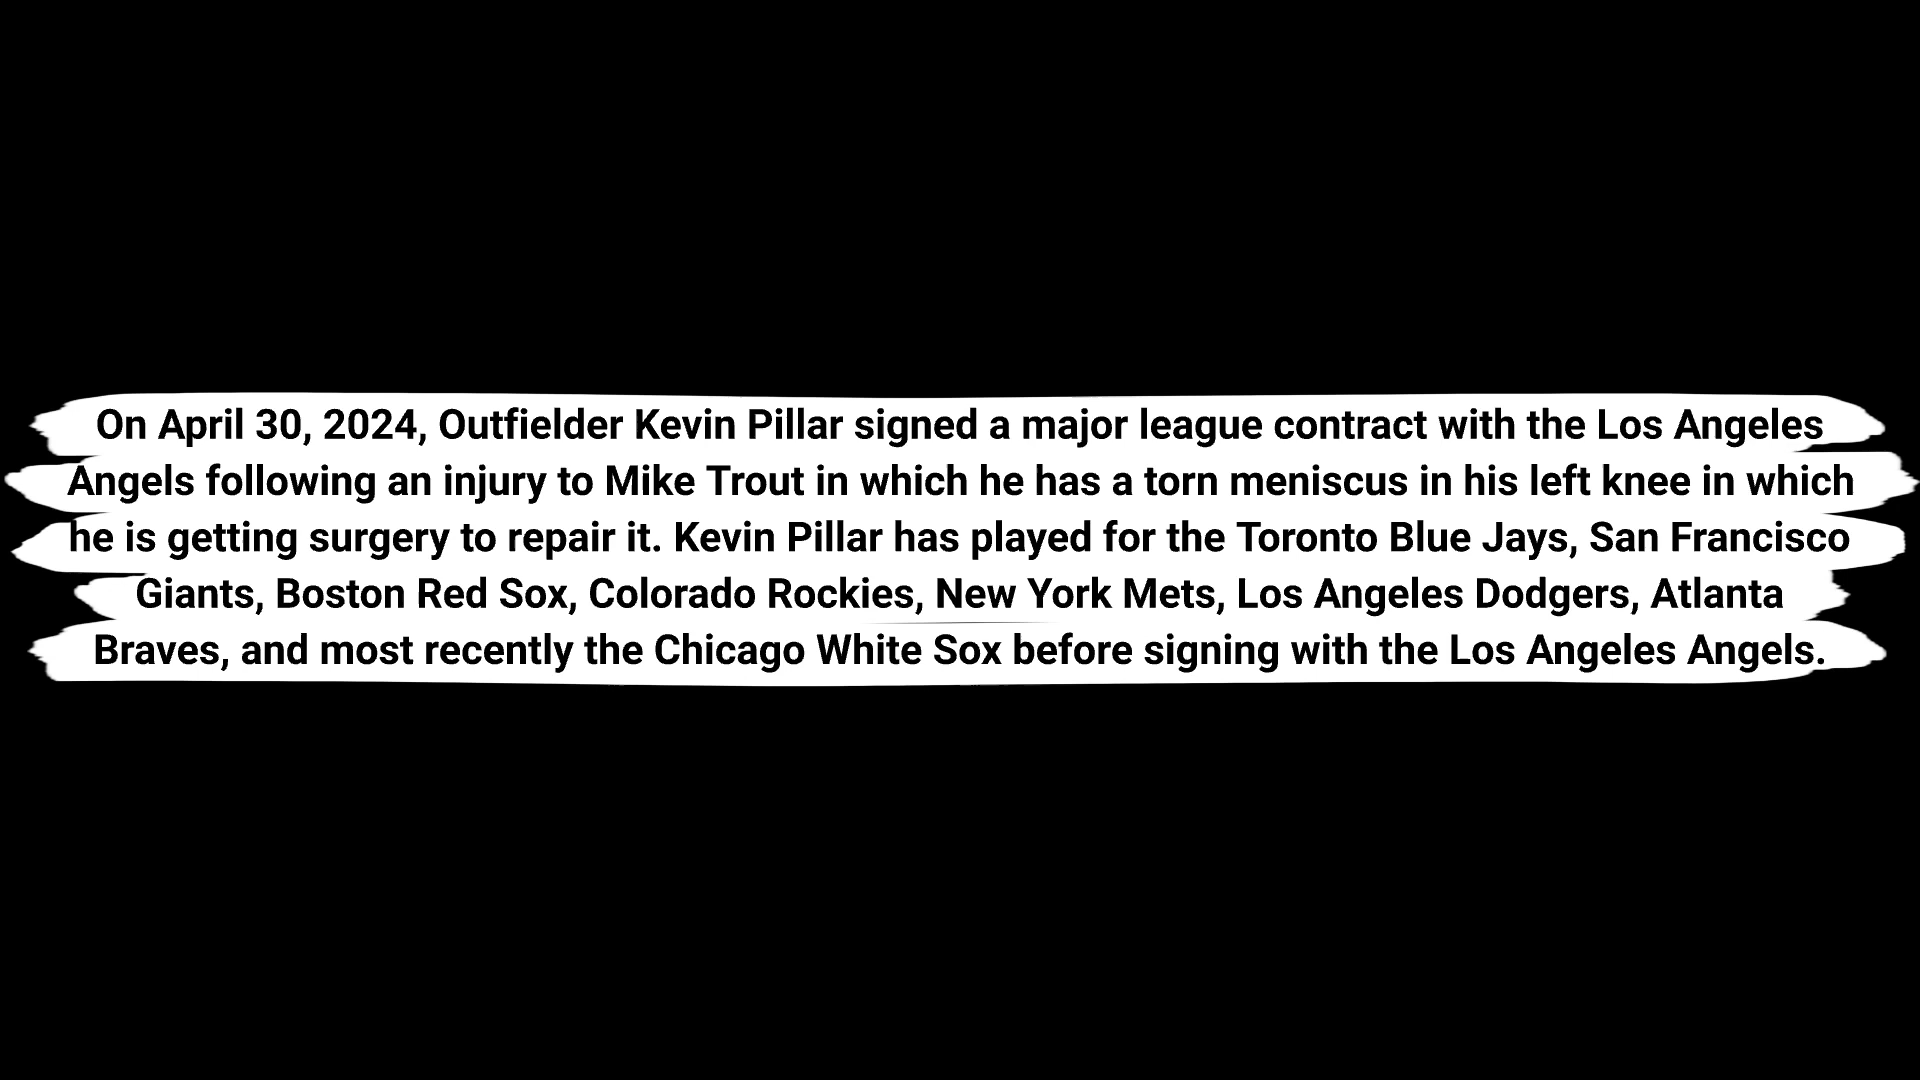 On April 30, 2024, Outfielder Kevin Pillar signed a major league contract with the Los Angeles
Angels following an injury to Mike Trout in which he has a torn meniscus in his left knee in which
he is getting surgery to repair it. Kevin Pillar has played for the Toronto Blue Jays, San Francisco
Giants, Boston Red Sox, Colorado Rockies, New York Mets, Los Angeles Dodgers, Atlanta
Braves, and most recently the Chicago White Sox before signing with the Los Angeles Angels.